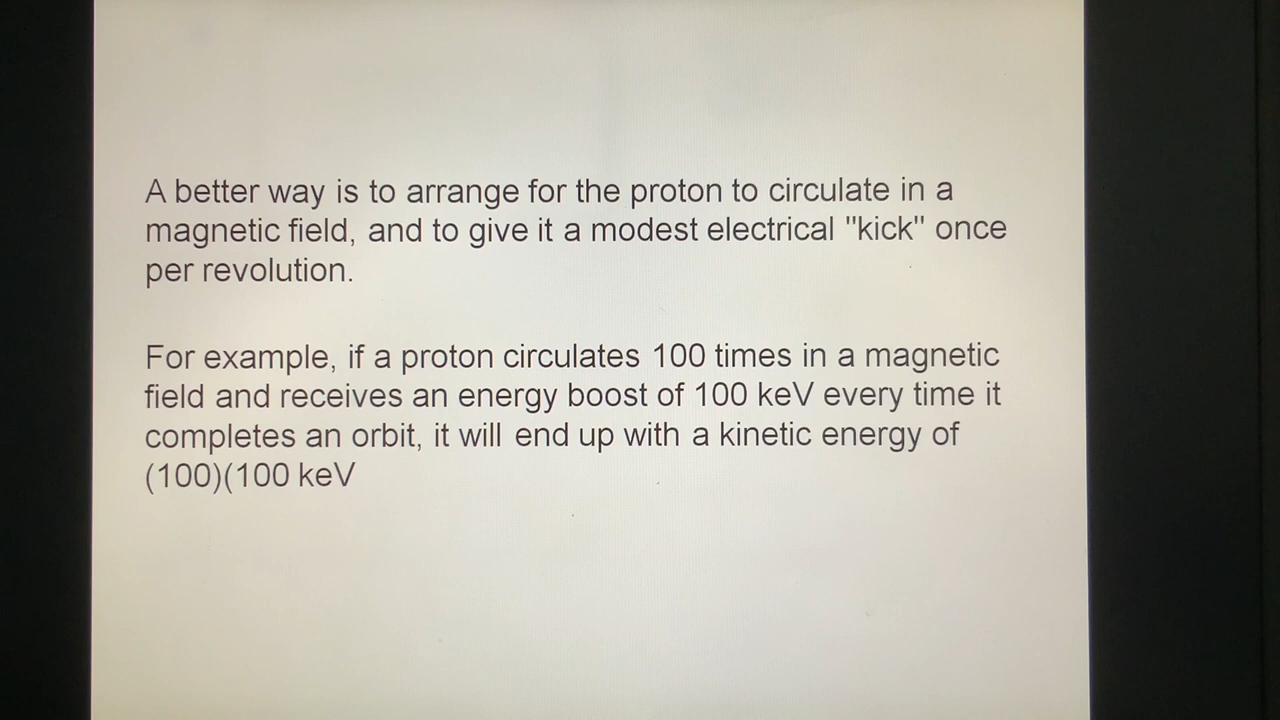 A better way is to arrange for the proton to circulate in a
magnetic field, and to give it a modest electrical "kick" once
per revolution.
For example, if a proton circulates 100 times in a magnetic
field and receives an energy boost of 100 keV every time it
completes an orbit, it will end up with a kinetic energy of
(100)(100 keV